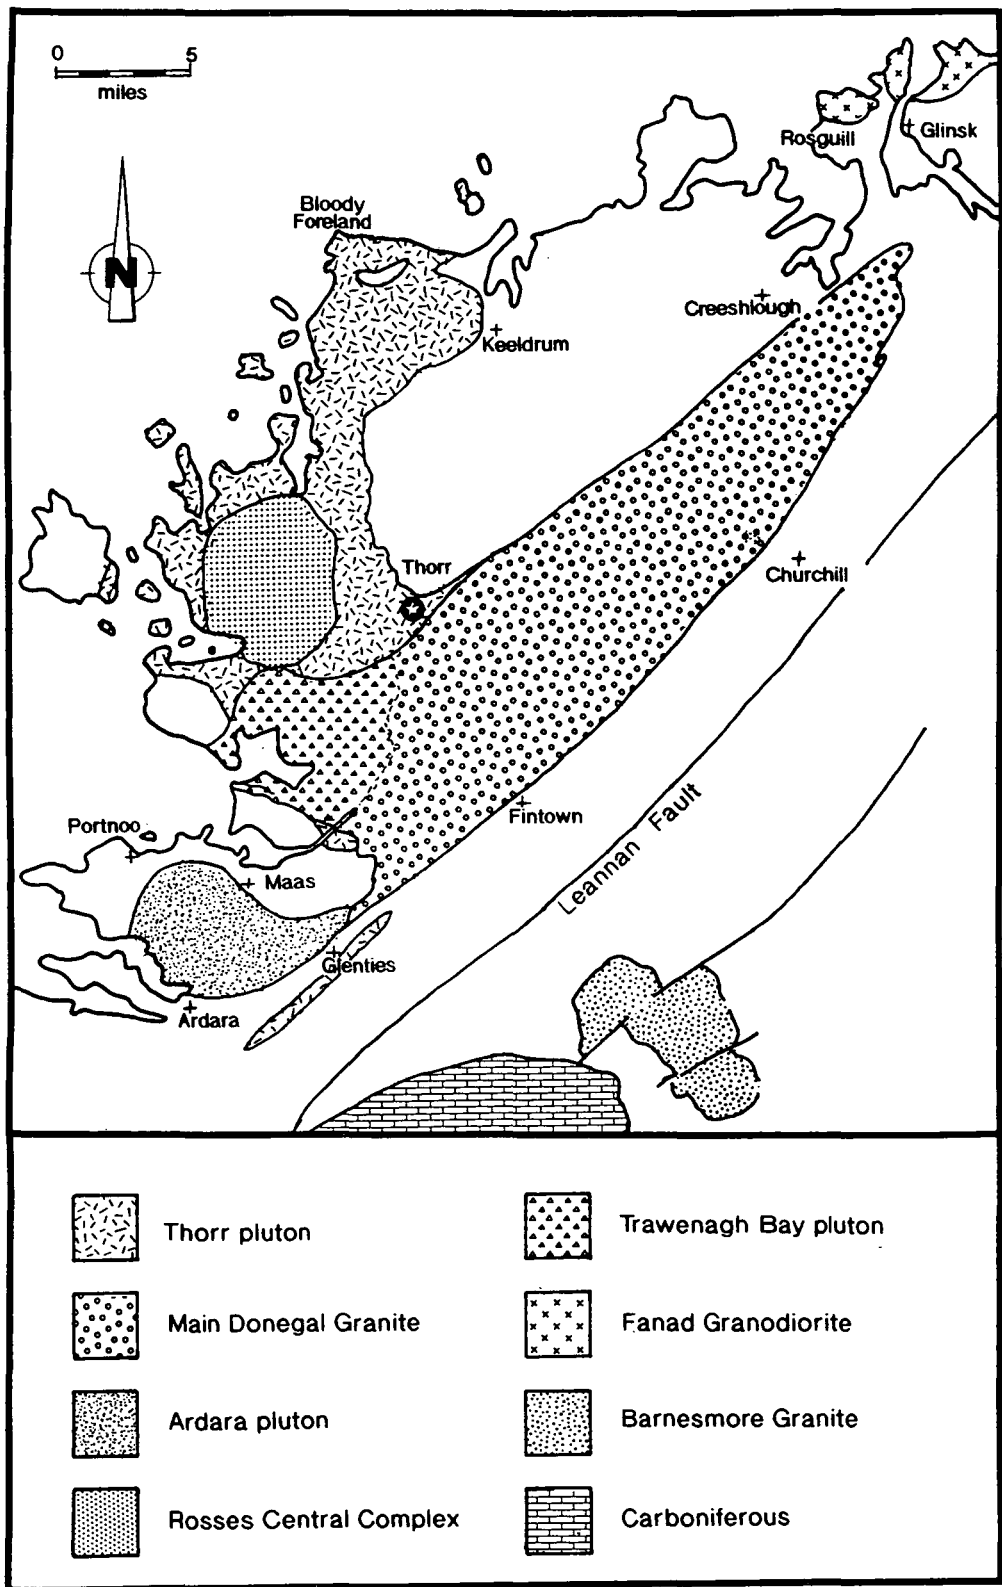 0 5
miles
Rosguill
Glinsk
Bloody
Foreland
N
Creeshlough
Keeldrum
Thorr
Churchill
Fintown
Portnoo
Maas
Leannan Fault
Glenties
Ardara
Thorr pluton
Trawenagh Bay pluton
Main Donegal Granite
Fanad Granodiorite
Ardara pluton
Barnesmore Granite
Rosses Central Complex
Carboniferous